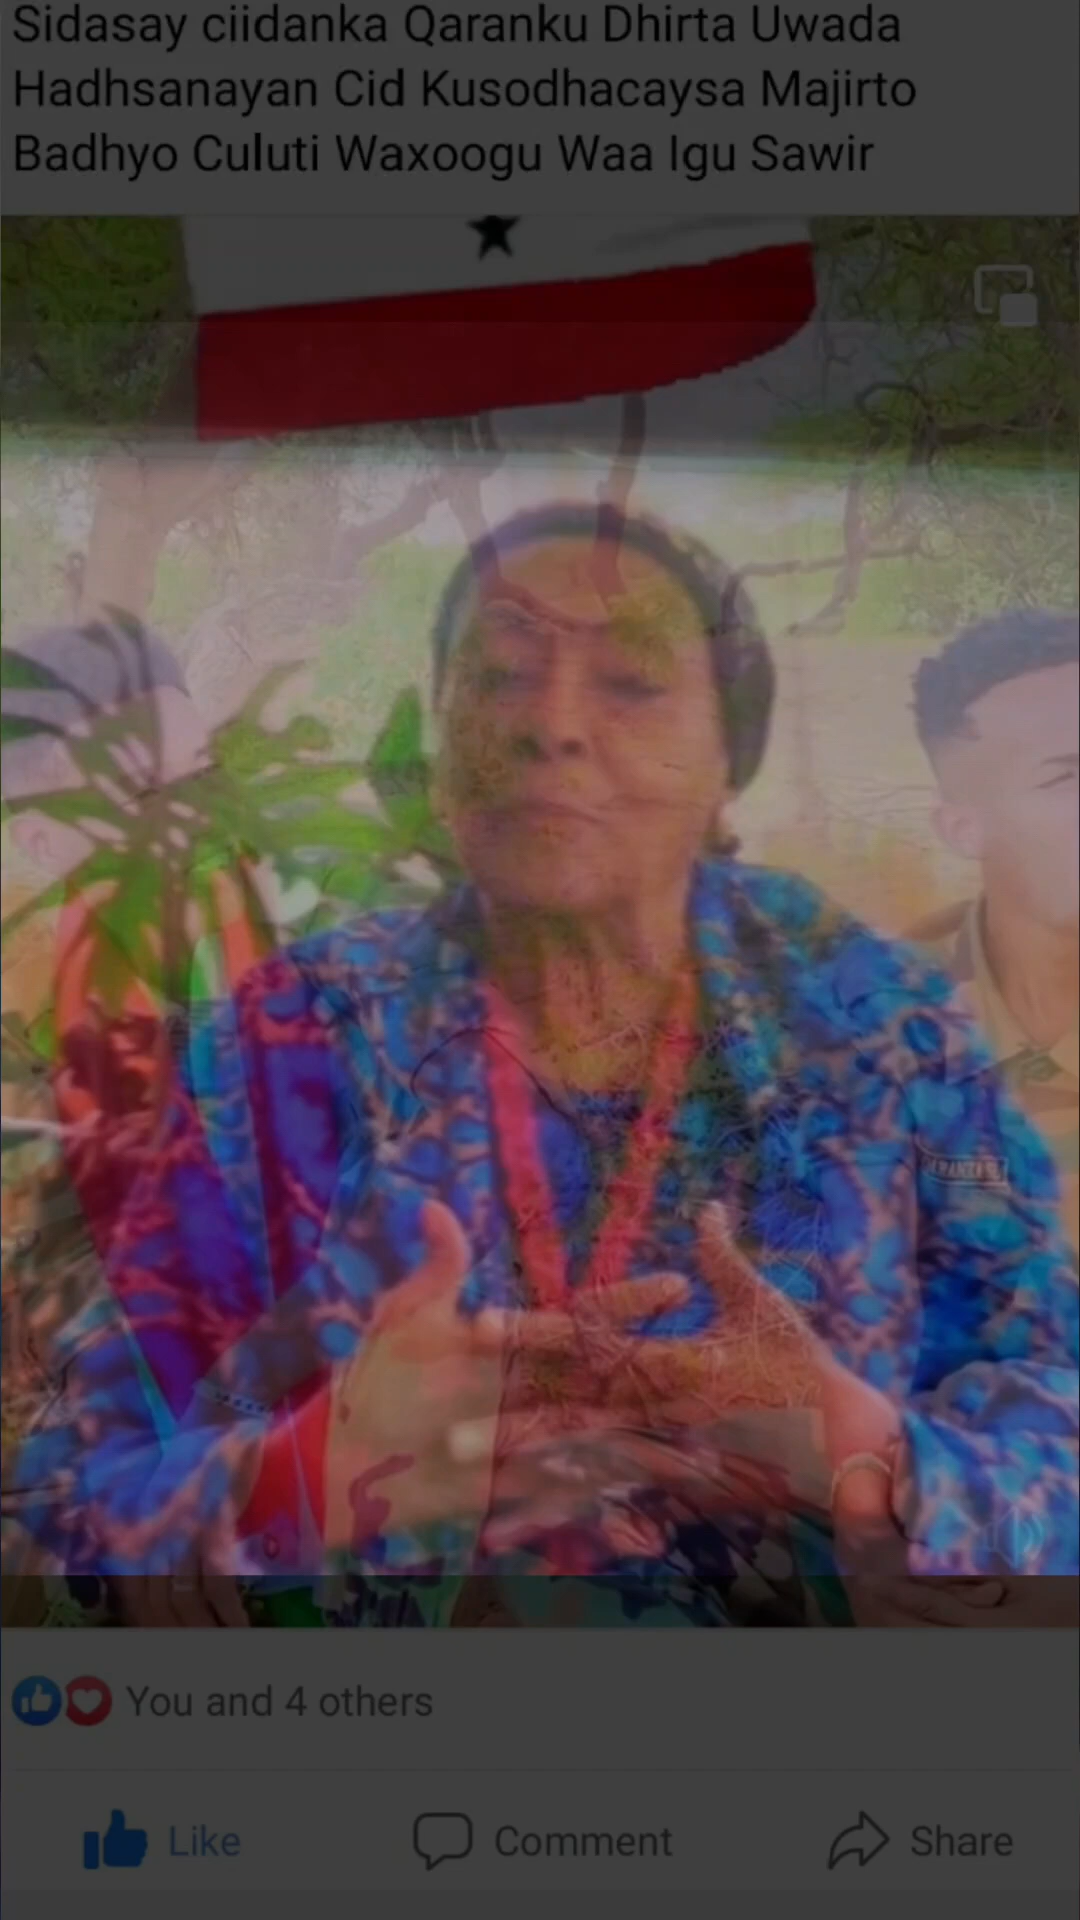 Sidasay ciidanka Qaranku Dhirta Uwada
Hadhsanayan Cid Kusodhacaysa Majirto
Badhyo Culuti Waxoogu Waa Igu Sawir
You and 4 others
Like
Comment
Share